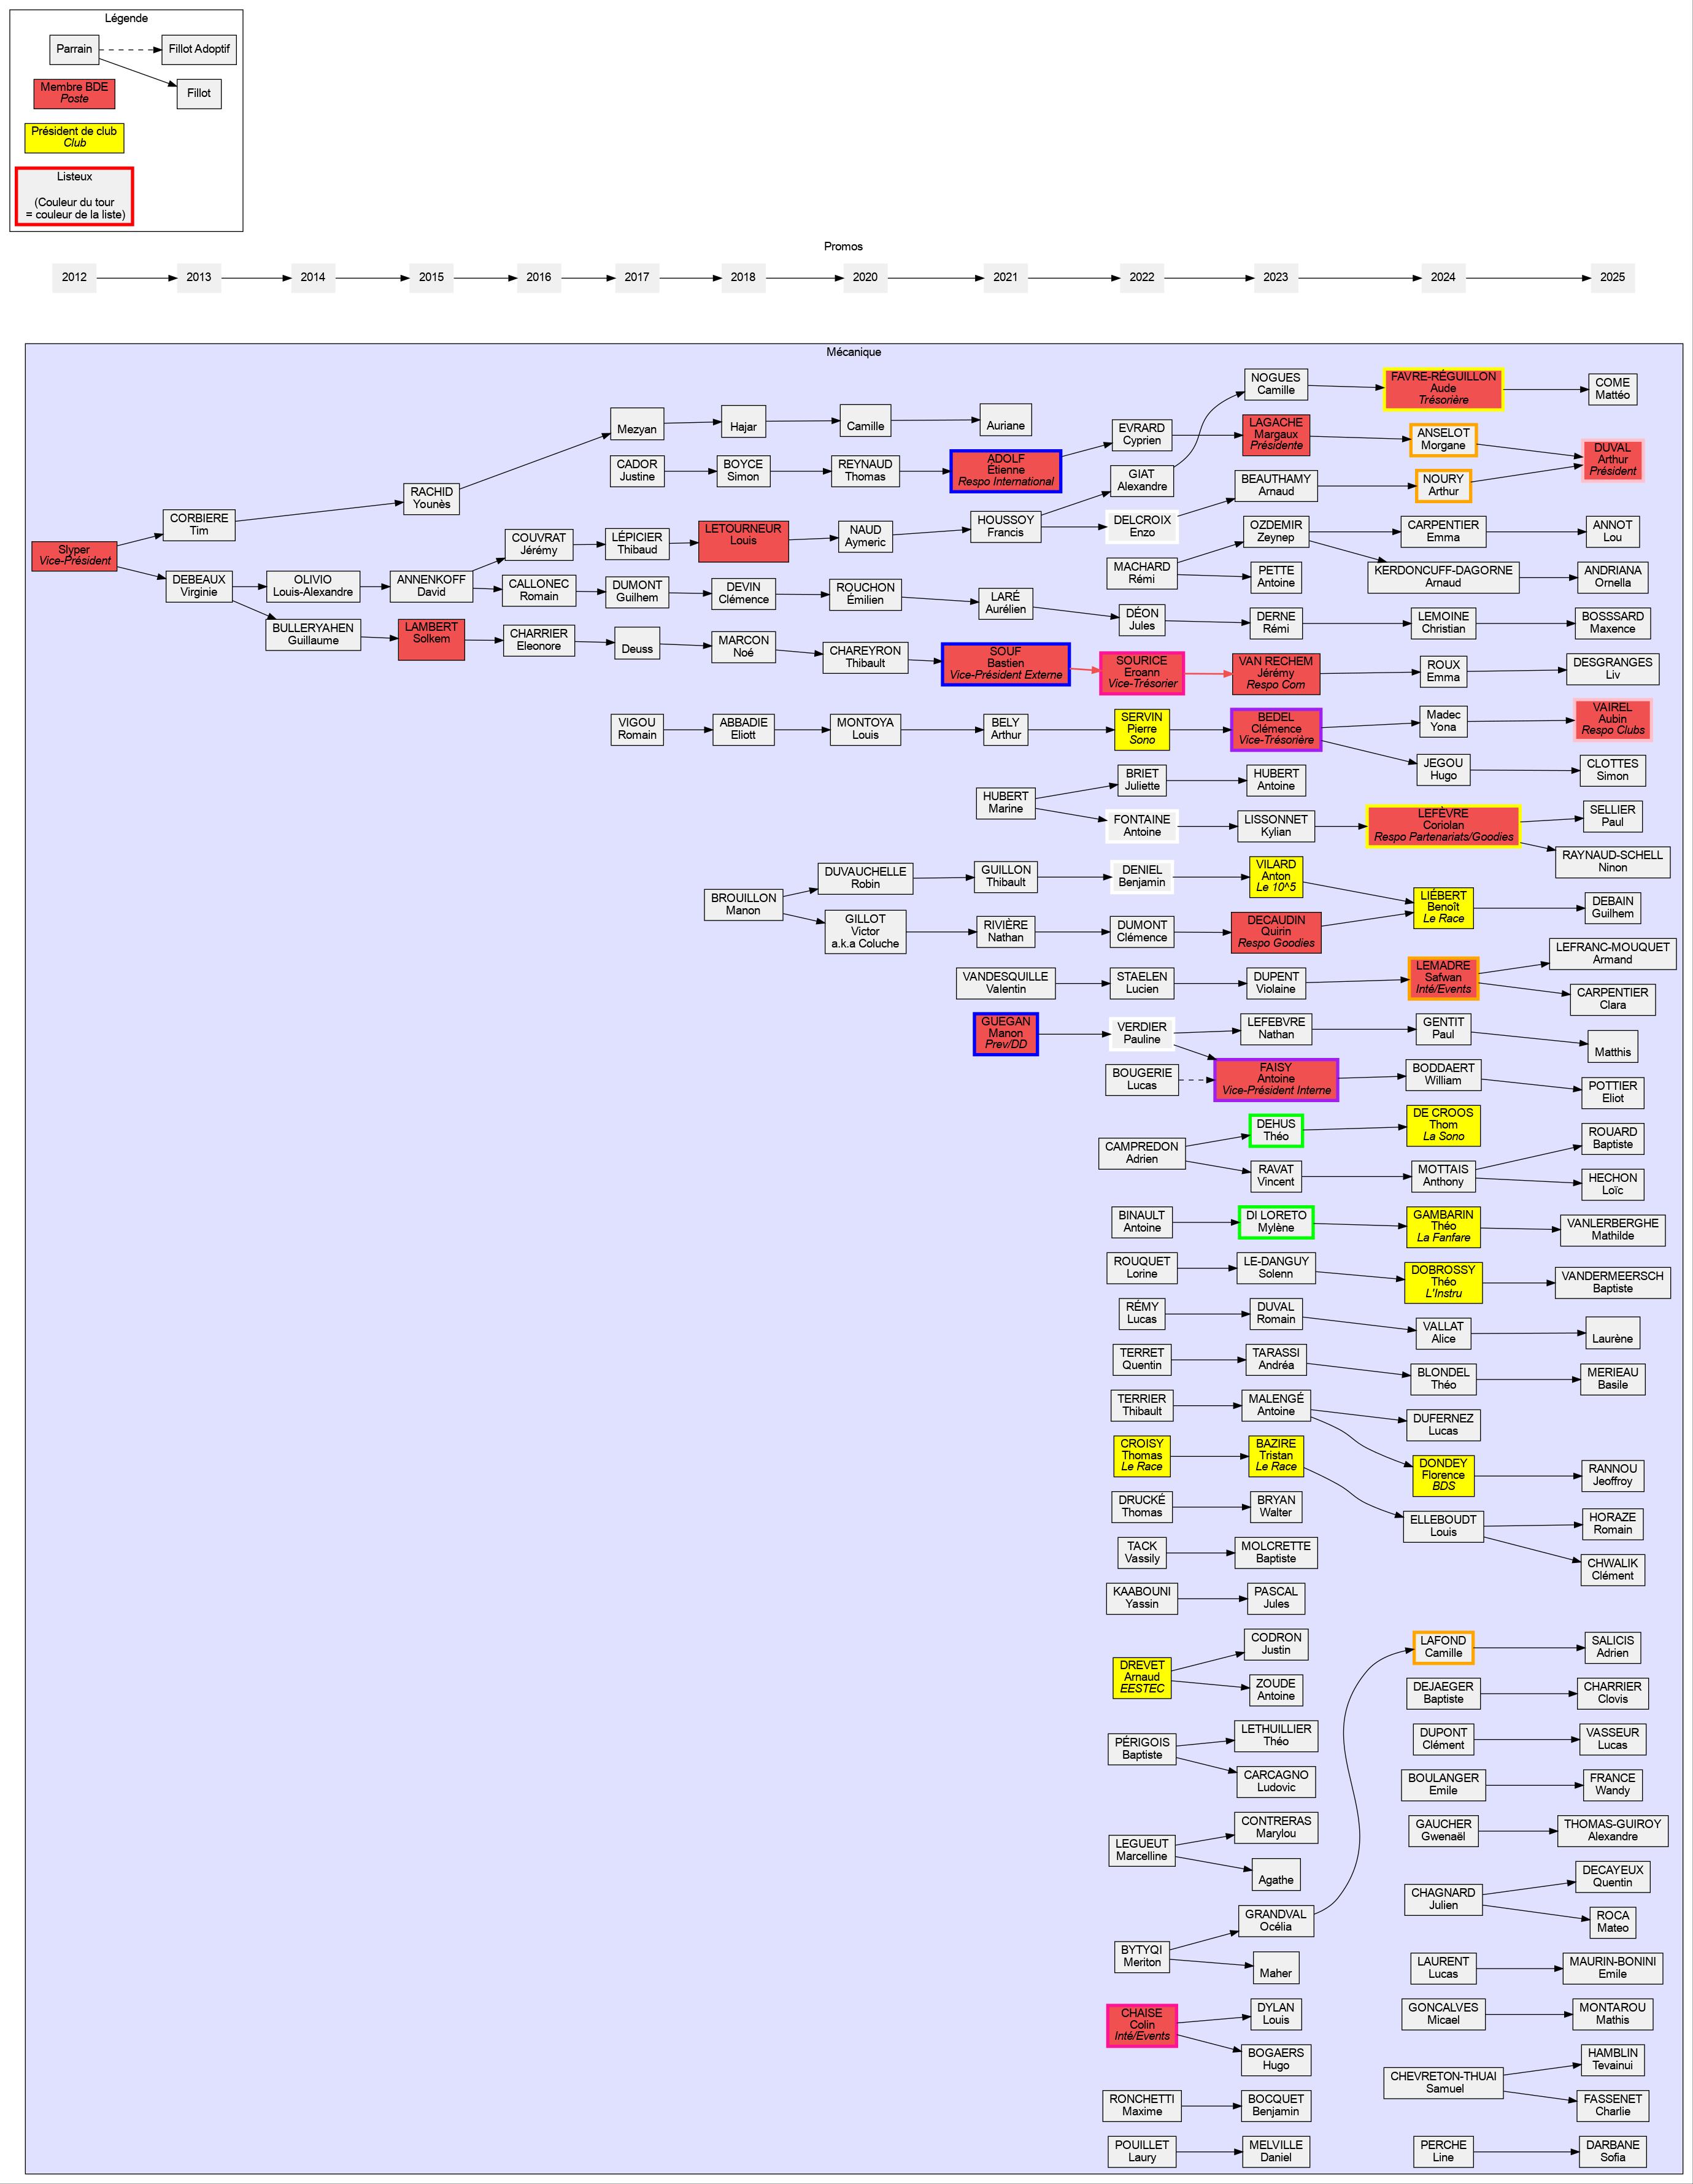 Légende
Parrain
Fillot Adoptif
Membre BDE
Poste
Fillot
Président de club
Club
Listeux
(Couleur du tour
= couleur de la liste)
Promos
2012
2013
2014
2015
2016
2017
2018
2020
2021
2022
2023
2024
2025
Mécanique
Slyper
Vice-Président
CORBIERE
Tim
DEBEAUX
Virginie
OLIVIO
Louis-Alexandre
BULLERYAHEN
Guillaume
RACHID
Younès
ANNENKOFF
David
LAMBERT
Solkem
COUVRAT
Jérémy
CALLONEC
Romain
CHARRIER
Eleonore
Mezyan
CADOR
Justine
LÉPICIER
Thibaud
DUMONT
Guilhem
Deuss
VIGOU
Romain
Hajar
BOYCE
Simon
LETOURNEUR
Louis
DEVIN
Clémence
MARCON
Noé
ABBADIE
Eliott
BROUILLON
Manon
Camille
REYNAUD
Thomas
NAUD
Aymeric
ROUCHON
Émilien
CHAREYRON
Thibault
MONTOYA
Louis
DUVAUCHELLE
Robin
GILLOT
Victor
a.k.a Coluche
Auriane
ADOLF
Étienne
Respo International
HOUSSOY
Francis
LARÉ
Aurélien
SOUF
Bastien
Vice-Président Externe
BELY
Arthur
HUBERT
Marine
GUILLON
Thibault
RIVIÈRE
Nathan
VANDESQUILLE
Valentin
GUEGAN
Manon
Prev/DD
EVRARD
Cyprien
GIAT
Alexandre
DELCROIX
Enzo
MACHARD
Rémi
DÉON
Jules
SOURICE
Eroann
Vice-Trésorier
SERVIN
Pierre
Sono
BRIET
Juliette
FONTAINE
Antoine
DENIEL
Benjamin
DUMONT
Clémence
STAELEN
Lucien
VERDIER
Pauline
BOUGERIE
Lucas
CAMPREDON
Adrien
BINAULT
Antoine
ROUQUET
Lorine
RÉMY
Lucas
TERRET
Quentin
TERRIER
Thibault
CROISY
Thomas
Le Race
DRUCKÉ
Thomas
TACK
Vassily
KAABOUNI
Yassin
DREVET
Arnaud
EESTEC
PÉRIGOIS
Baptiste
LEGUEUT
Marcelline
BYTYQI
Meriton
CHAISE
Colin
Inté/Events
RONCHETTI
Maxime
POUILLET
Laury
NOGUES
Camille
LAGACHE
Margaux
Présidente
BEAUTHAMY
Arnaud
OZDEMIR
Zeynep
PETTE
Antoine
DERNE
Rémi
VAN RECHEM
Jérémy
Respo Com
BEDEL
Clémence
Vice-Trésorière
HUBERT
Antoine
LISSONNET
Kylian
VILARD
Anton
Le 10^5
DECAUDIN
Quirin
Respo Goodies
DUPENT
Violaine
LEFEBVRE
Nathan
FAISY
Antoine
Vice-Président Interne
DEHUS
Théo
RAVAT
Vincent
DI LORETO
Mylène
LE-DANGUY
Solenn
DUVAL
Romain
TARASSI
Andréa
MALENGÉ
Antoine
BAZIRE
Tristan
Le Race
BRYAN
Walter
MOLCRETTE
Baptiste
PASCAL
Jules
CODRON
Justin
ZOUDE
Antoine
LETHUILLIER
Théo
CARCAGNO
Ludovic
CONTRERAS
Marylou
Agathe
GRANDVAL
Océlia
Maher
DYLAN
Louis
BOGAERS
Hugo
BOCQUET
Benjamin
MELVILLE
Daniel
FAVRE-RÉGUILLON
Aude
Trésorière
ANSELOT
Morgane
NOURY
Arthur
CARPENTIER
Emma
KERDONCUFF-DAGORNE
Arnaud
LEMOINE
Christian
ROUX
Emma
Madec
Yona
JEGOU
Hugo
LEFÈVRE
Coriolan
Respo Partenariats/Goodies
LIÉBERT
Benoît
Le Race
LEMADRE
Safwan
Inté/Events
GENTIT
Paul
BODDAERT
William
DE CROOS
Thom
La Sono
MOTTAIS
Anthony
GAMBARIN
Théo
La Fanfare
DOBROSSY
Théo
L'Instru
VALLAT
Alice
BLONDEL
Théo
DUFERNEZ
Lucas
DONDEY
Florence
BDS
ELLEBOUDT
Louis
LAFOND
Camille
DEJAEGER
Baptiste
DUPONT
Clément
BOULANGER
Emile
GAUCHER
Gwenaël
CHAGNARD
Julien
LAURENT
Lucas
GONCALVES
Micael
CHEVRETON-THUAI
Samuel
PERCHE
Line
COME
Mattéo
DUVAL
Arthur
Président
ANNOT
Lou
ANDRIANA
Ornella
BOSSSARD
Maxence
DESGRANGES
Liv
VAIREL
Aubin
Respo Clubs
CLOTTES
Simon
SELLIER
Paul
RAYNAUD-SCHELL
Ninon
DEBAIN
Guilhem
LEFRANC-MOUQUET
Armand
CARPENTIER
Clara
Matthis
POTTIER
Eliot
ROUARD
Baptiste
HECHON
Loïc
VANLERBERGHE
Mathilde
VANDERMEERSCH
Baptiste
Laurène
MERIEAU
Basile
RANNOU
Jeoffroy
HORAZE
Romain
CHWALIK
Clément
SALICIS
Adrien
CHARRIER
Clovis
VASSEUR
Lucas
FRANCE
Wandy
THOMAS-GUIROY
Alexandre
DECAYEUX
Quentin
ROCA
Mateo
MAURIN-BONINI
Emile
MONTAROU
Mathis
HAMBLIN
Tevainui
FASSENET
Charlie
DARBANE
Sofia